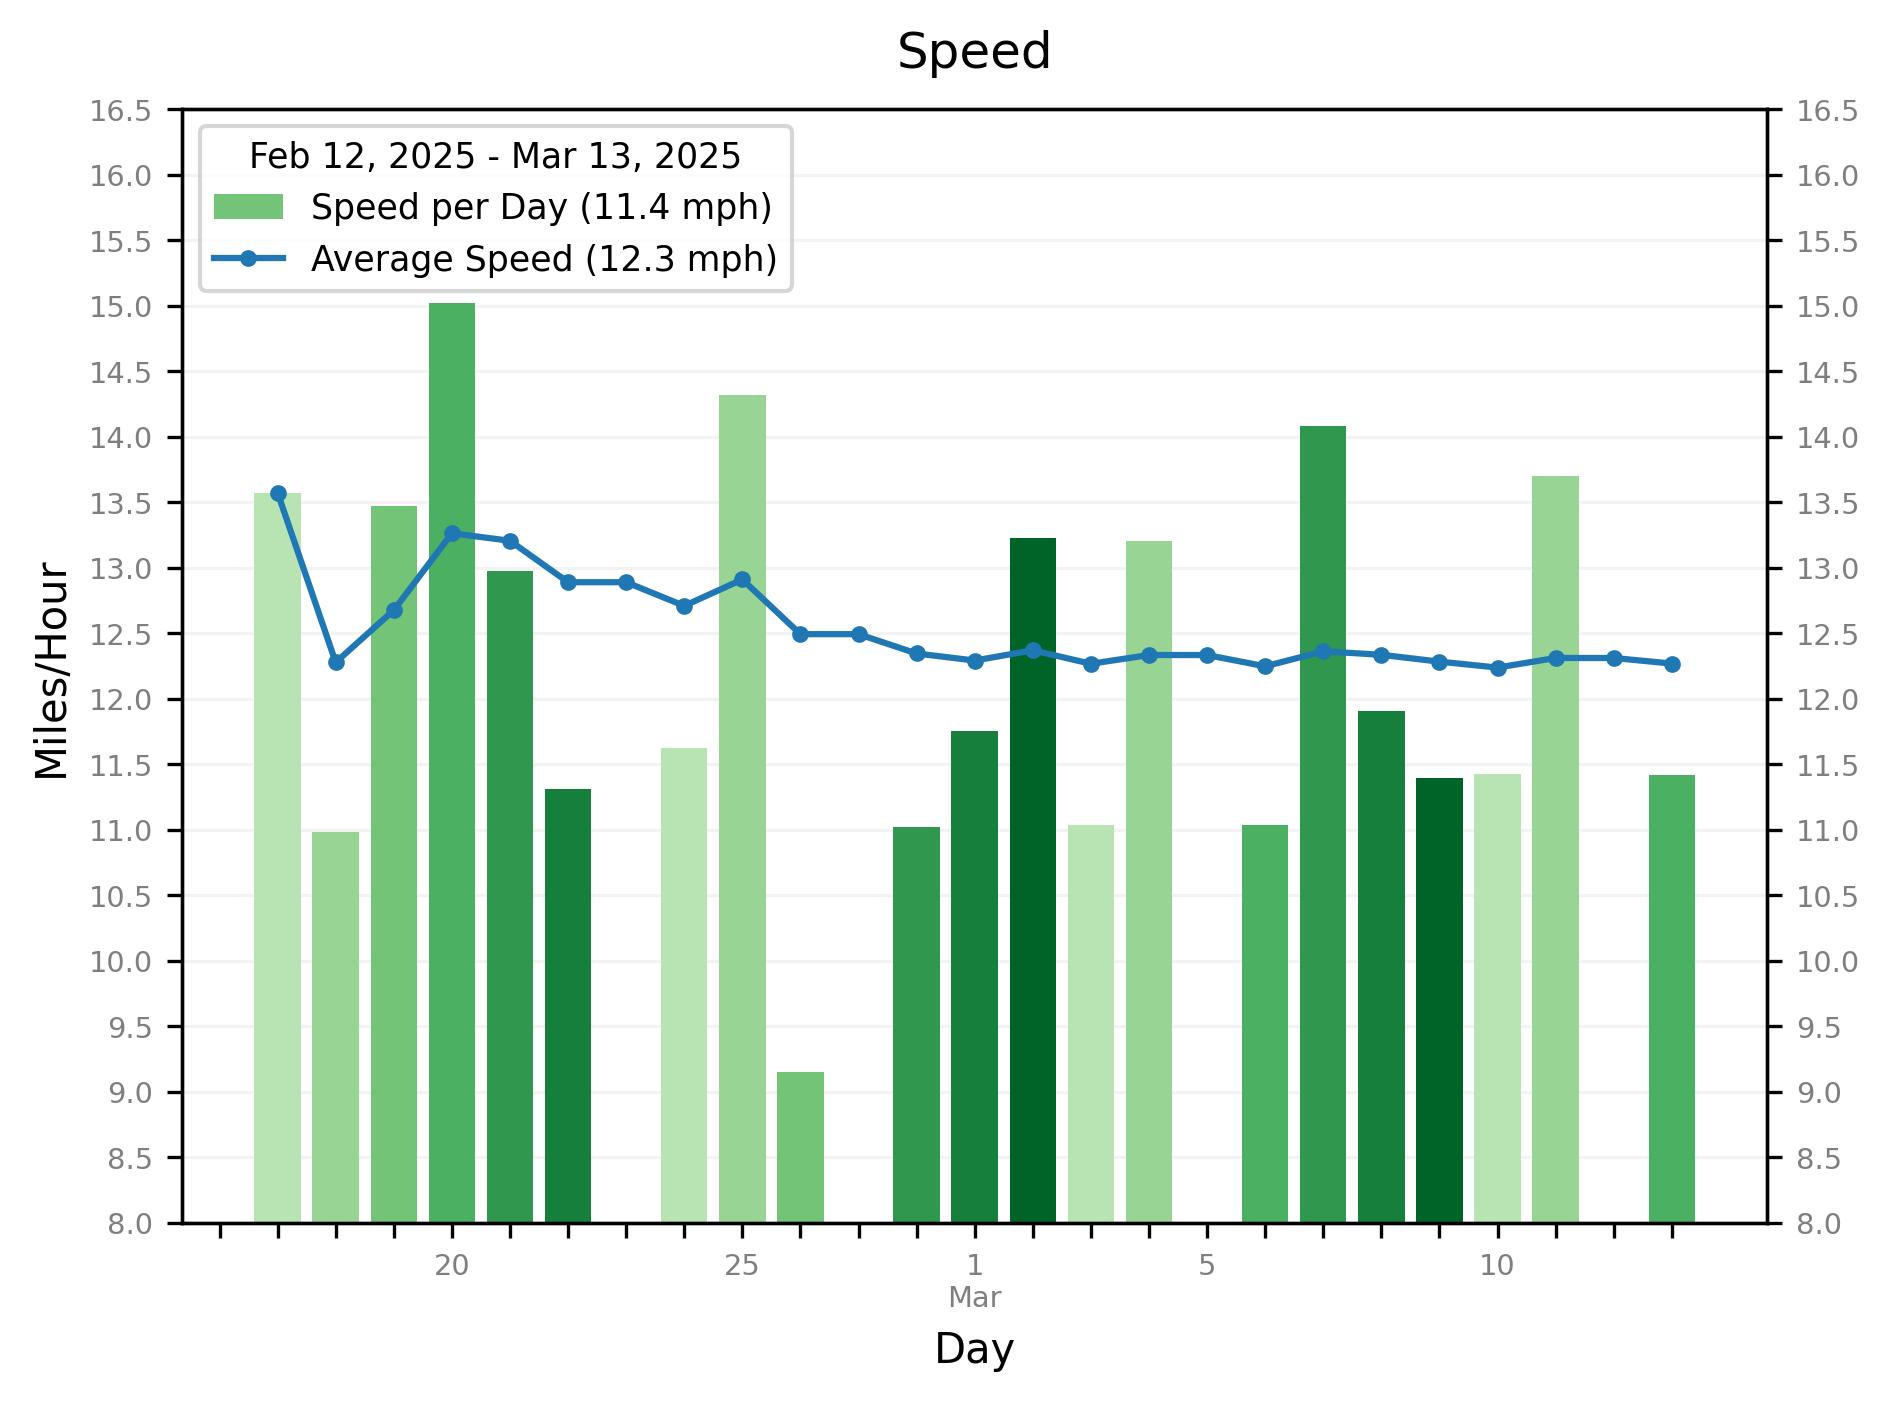 Speed
Feb 12, 2025 - Mar 13, 2025
Speed per Day (11.4 mph)
Average Speed (12.3 mph)
16.5 16.5
16.0 16.0
15.5 15.5
15.0 15.0
14.5 14.5
14.0 14.0
13.5 13.5
13.0 13.0
12.5 12.5
12.0 12.0
11.5 11.5
11.0 11.0
10.5 10.5
10.0 10.0
9.5 9.5
9.0 9.0
8.5 8.5
8.0 8.0
Miles/Hour
20 25 1 5 10
Mar
Day